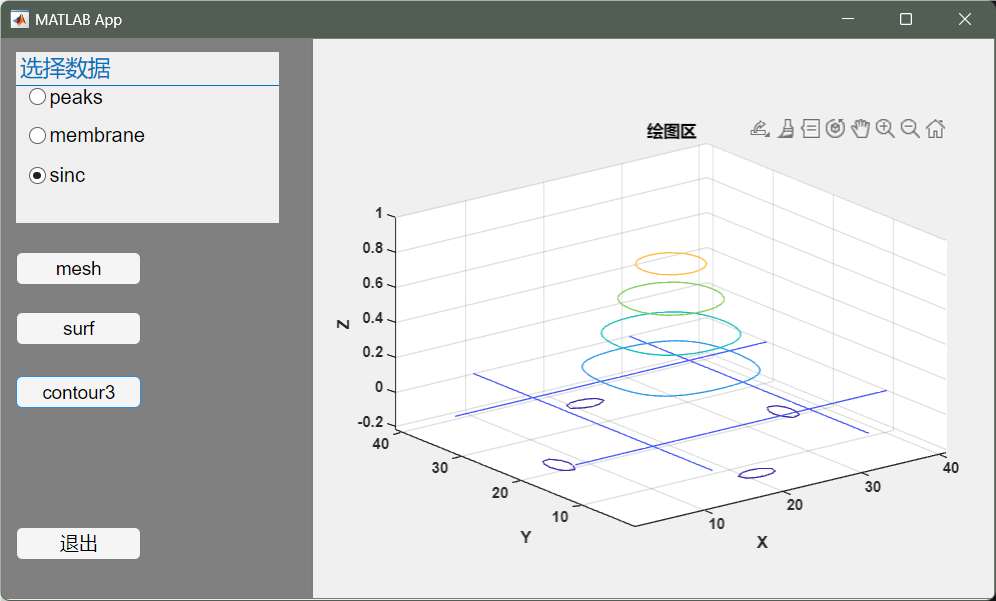 MATLAB App
选择数据
peaks
membrane
sinc
mesh
surf
contour3
退出
绘图区
1
0.8
0.6
0.4
0.2
0
-0.2
Z
40
30
20
10
Y
10
20
30
40
X